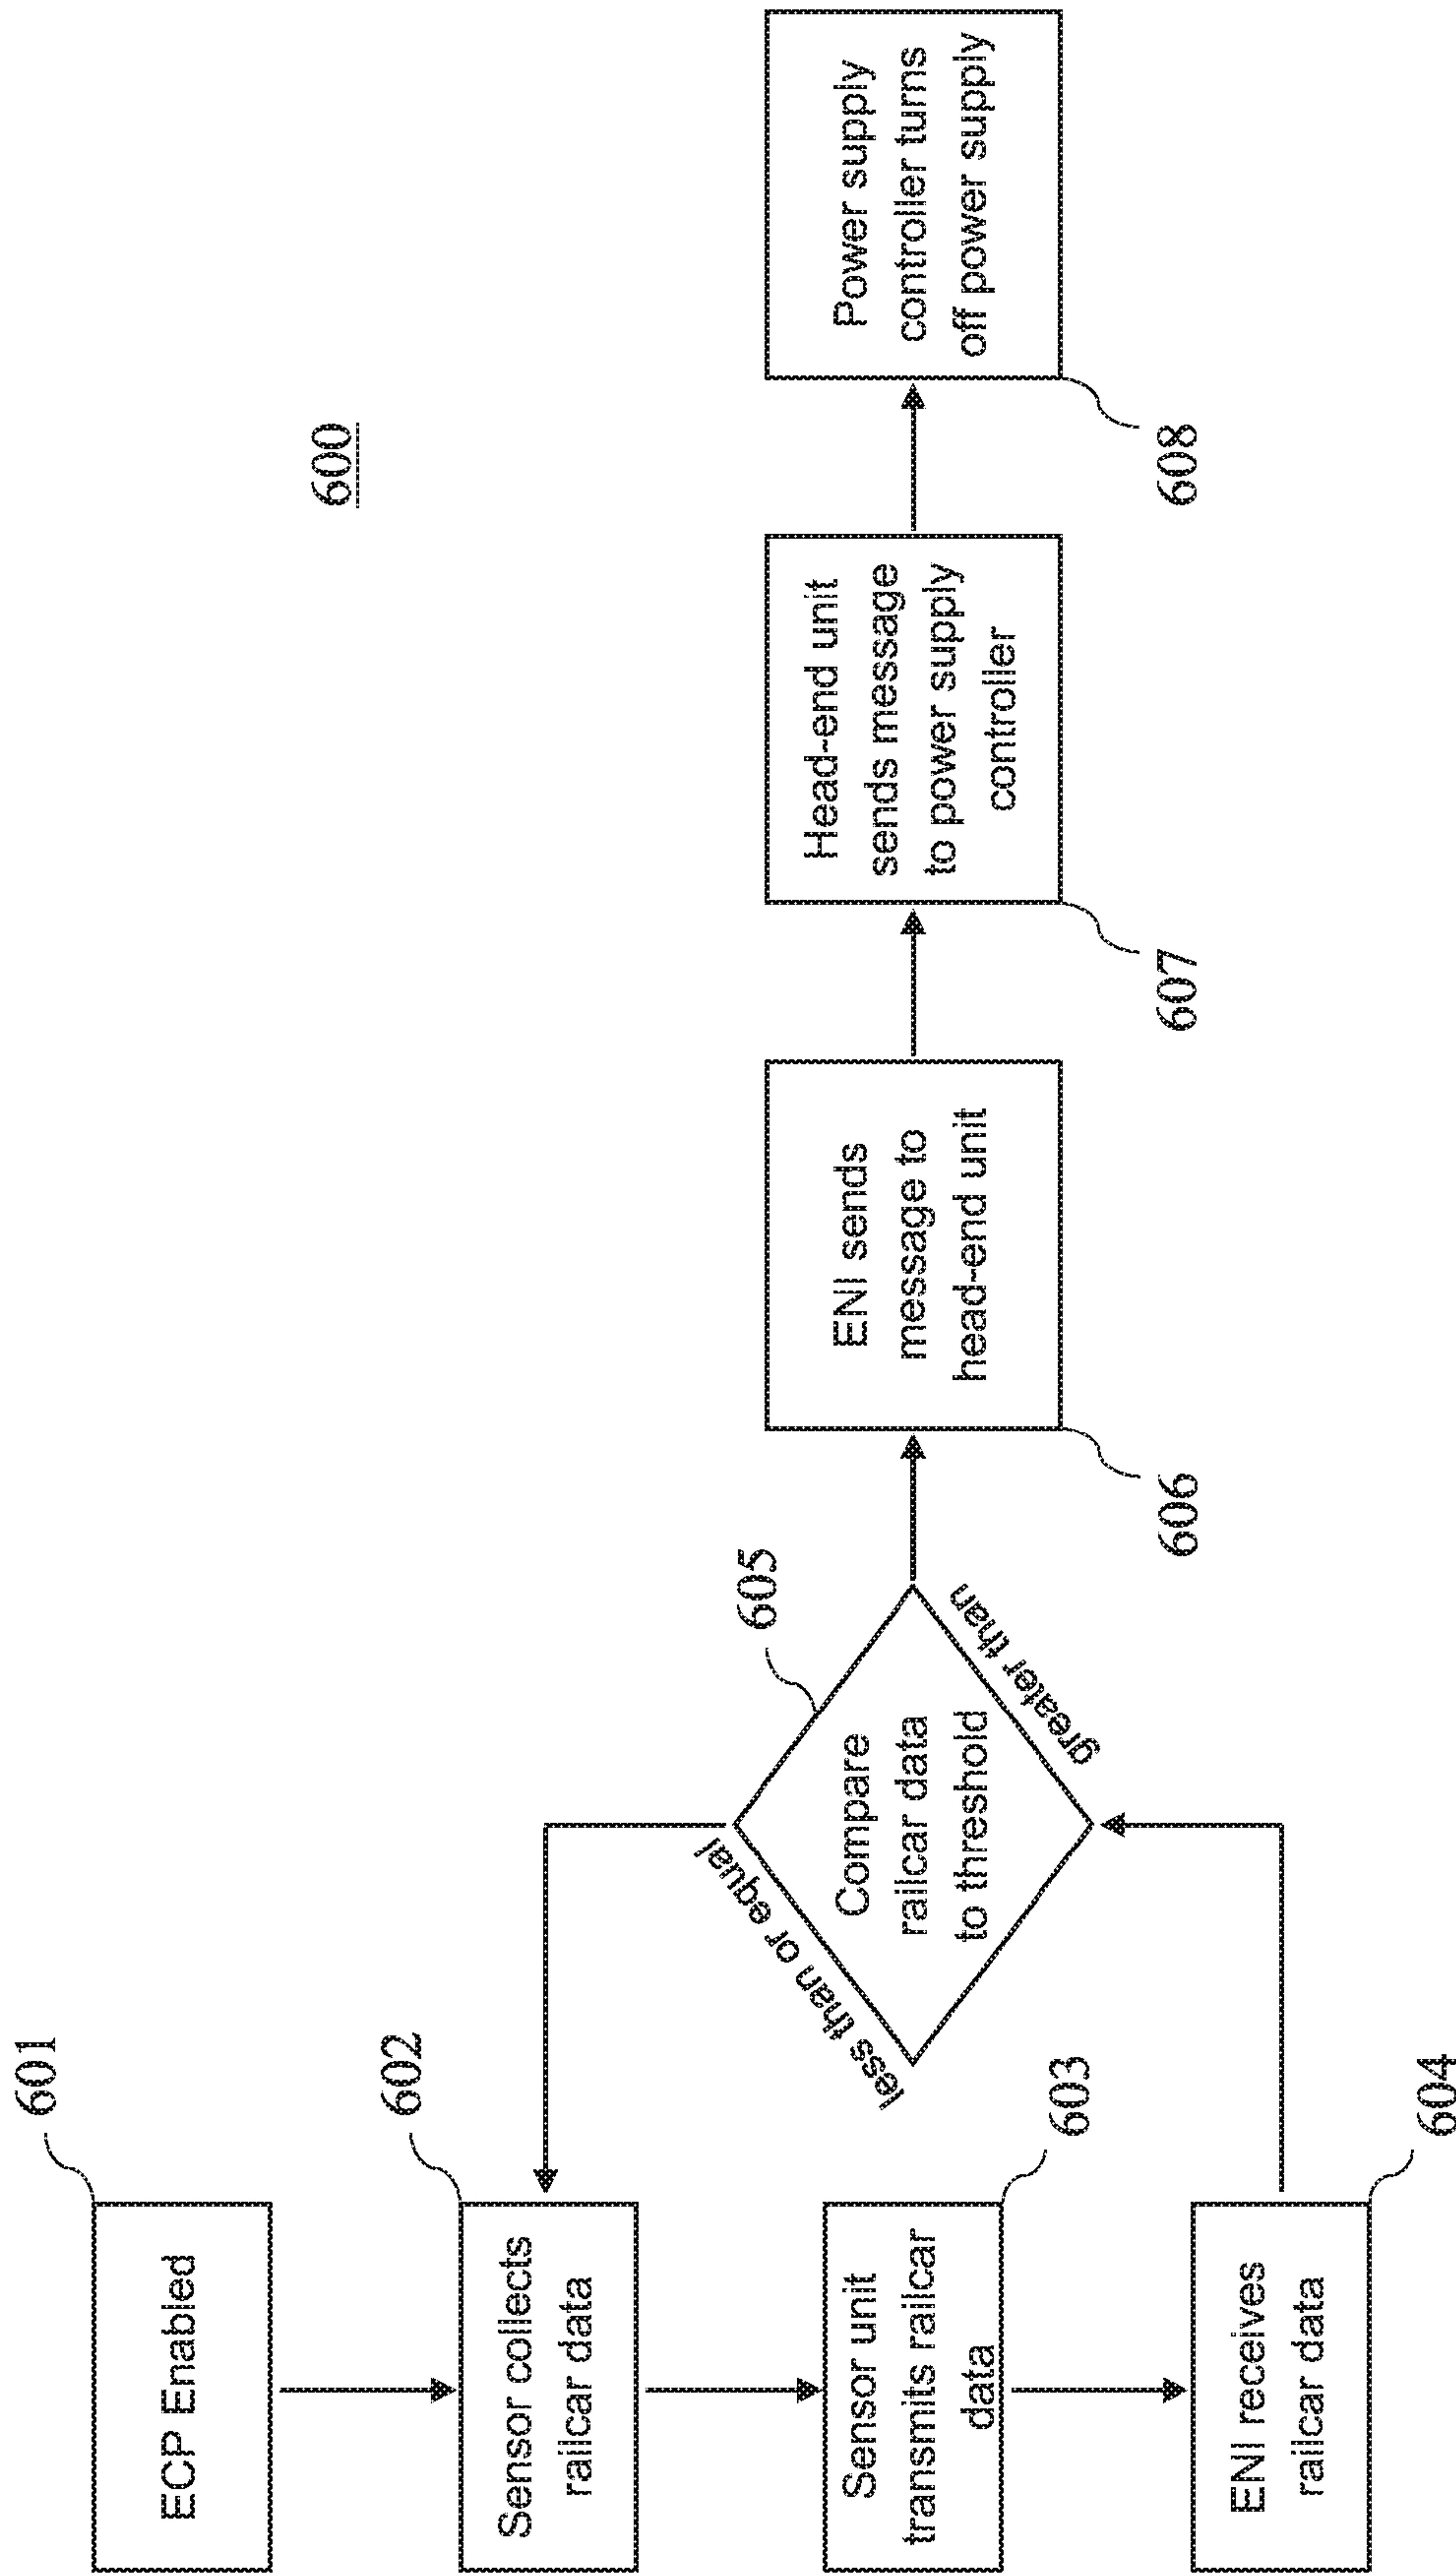 600
601
ECP Enabled
602
Sensor collects
railcar data
603
Sensor unit
transmits railcar
data
604
ENI receives
railcar data
605
Compare
railcar data
to threshold
less than or equal
greater than
606
ENI sends
message to
head-end unit
607
Head-end unit
sends message
to power supply
controller
608
Power supply
controller turns
off power supply